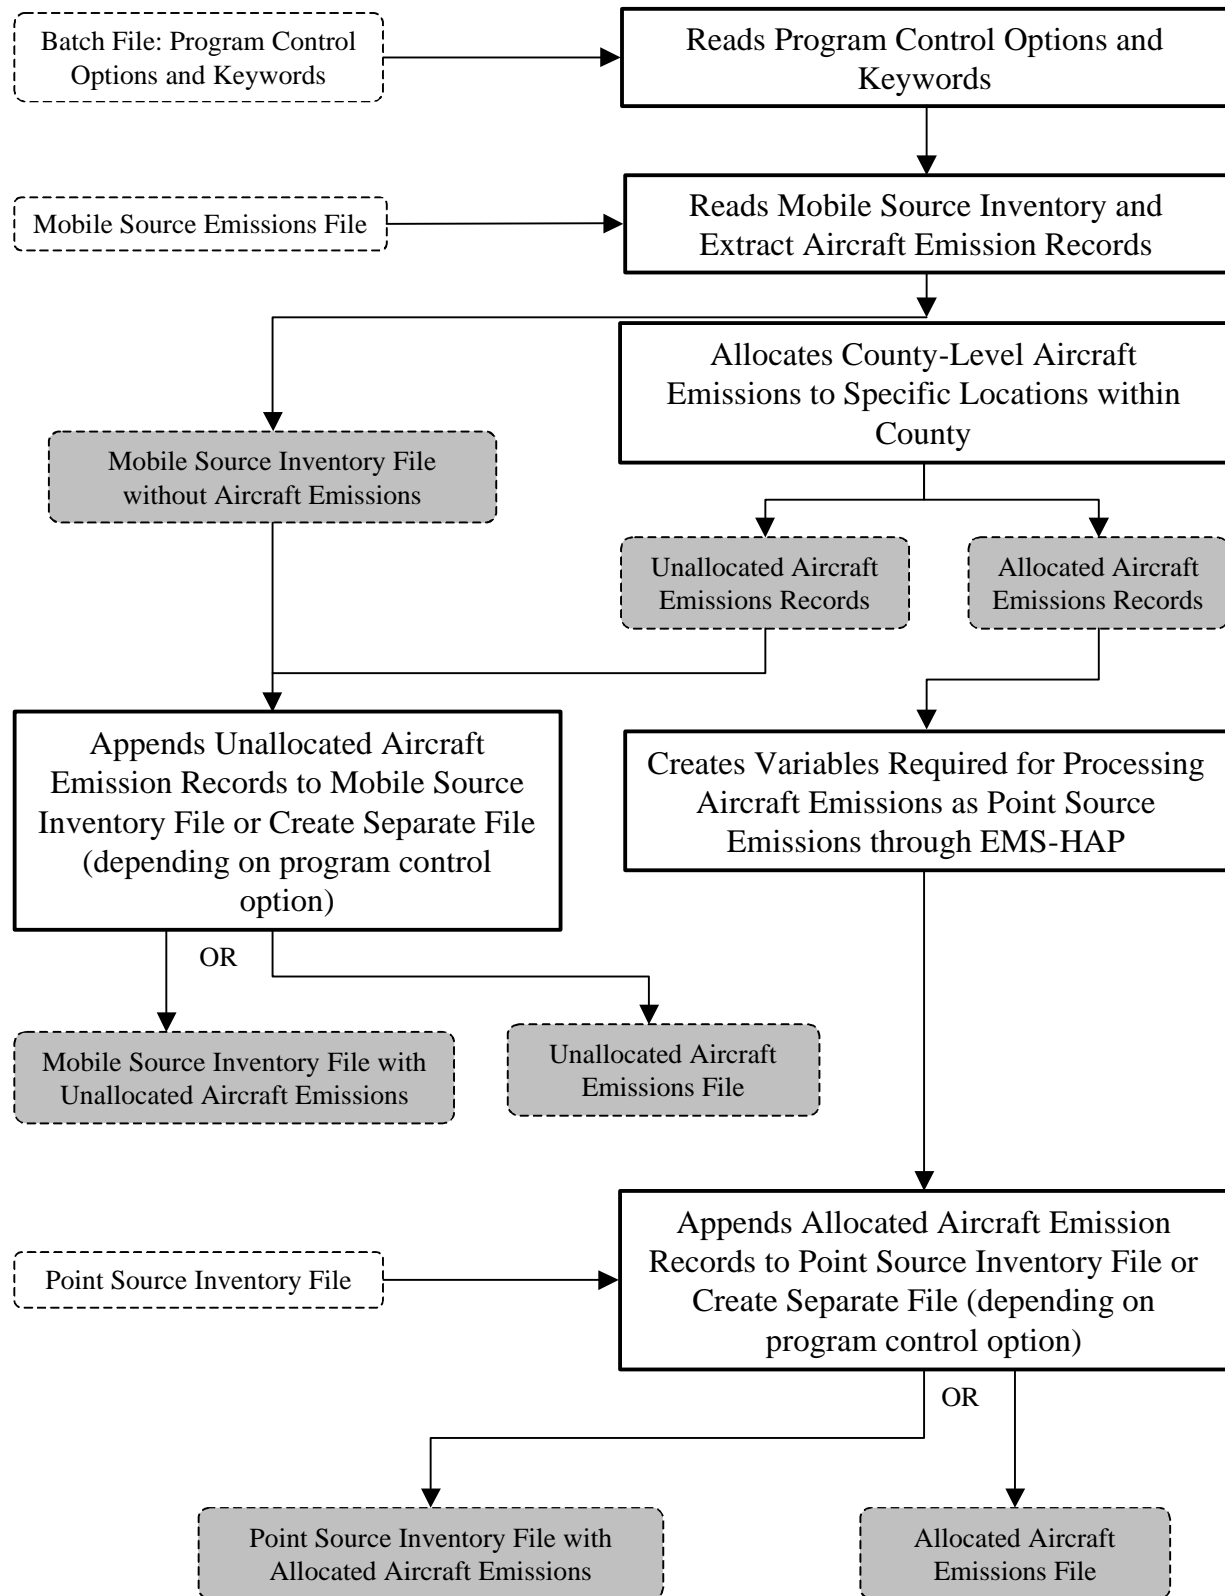 Batch File: Program Control
Options and Keywords
Reads Program Control Options and
Keywords
Mobile Source Emissions File
Reads Mobile Source Inventory and
Extract Aircraft Emission Records
Allocates County-Level Aircraft
Emissions to Specific Locations within
County
Mobile Source Inventory File
without Aircraft Emissions
Unallocated Aircraft
Emissions Records
Allocated Aircraft
Emissions Records
Appends Unallocated Aircraft
Emission Records to Mobile Source
Inventory File or Create Separate File
(depending on program control
option)
Creates Variables Required for Processing
Aircraft Emissions as Point Source
Emissions through EMS-HAP
OR
Mobile Source Inventory File with
Unallocated Aircraft Emissions
Unallocated Aircraft
Emissions File
Point Source Inventory File
Appends Allocated Aircraft Emission
Records to Point Source Inventory File or
Create Separate File (depending on
program control option)
OR
Point Source Inventory File with
Allocated Aircraft Emissions
Allocated Aircraft
Emissions File